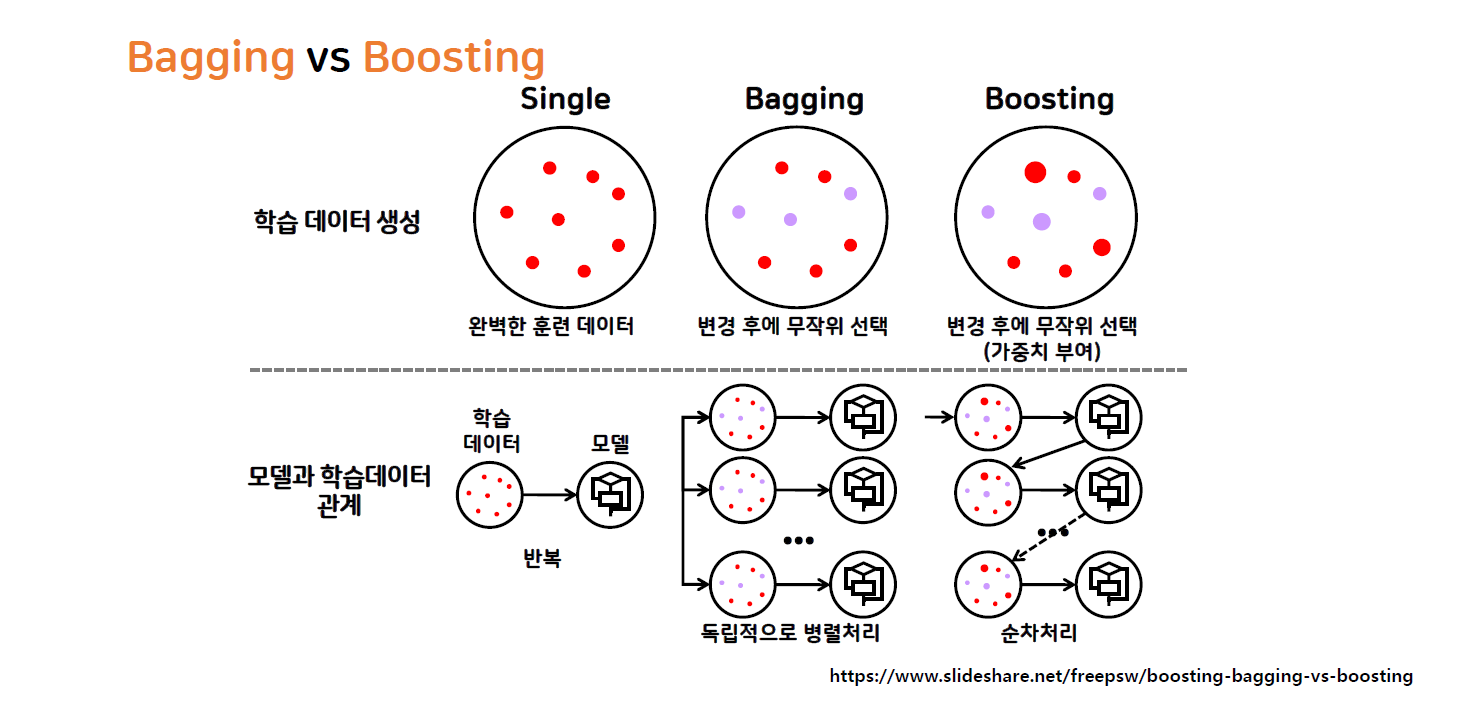 Bagging vs Boosting
Single
Bagging
Boosting
학습 데이터 생성
완벽한 훈련 데이터
변경 후에 무작위 선택
변경 후에 무작위 선택
(가중치 부여)
모델과 학습데이터
관계
학습
데이터
모델
반복
독립적으로 병렬처리
순차처리
https://www.slideshare.net/freepsw/boosting-bagging-vs-boosting